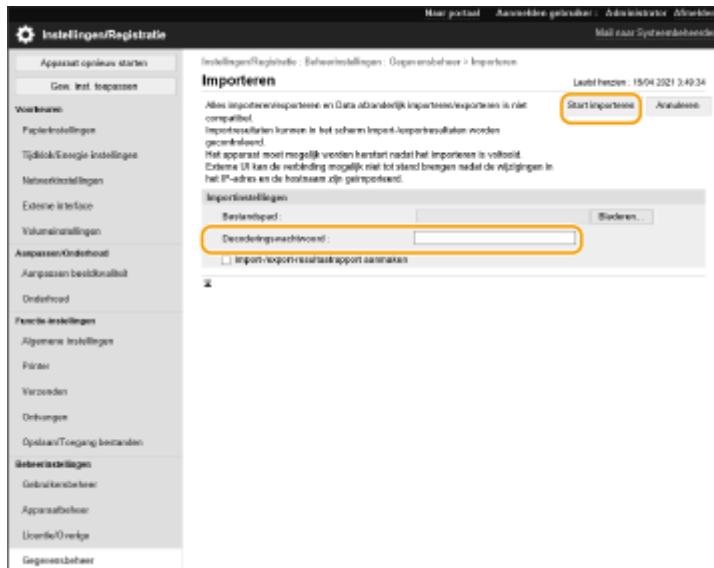 Naar portaal Aanmelden gebruiker : Administrator Afmelden
Instellingen/Registratie
Mail naar Systeembeheerder
Apparaat opnieuw starten
Gew. inst. toepassen
Voorkeuren
Papierinstellingen
Tijdklok/Energie instellingen
Netwerkinstellingen
Externe interface
Volumeinstellingen
Aanpassen/Onderhoud
Aanpassen beeldkwaliteit
Onderhoud
Functie-instellingen
Algemene instellingen
Printer
Verzenden
Ontvangen
Opslaan/Toegang bestanden
Beheerinstellingen
Gebruikersbeheer
Apparaatbeheer
Licentie/Overige
Gegevensbeheer
Instellingen/Registratie : Beheerinstellingen : Gegevensbeheer > Importeren
Importeren
Laatst herzien : 15/04 2021 3:49:34
Alles importeren/exporteren en Data afzonderlijk importeren/exporteren is niet
compatibel.
Importresultaten kunnen in het scherm Import-/exportresultaten worden
gecontroleerd.
Het apparaat moet mogelijk worden herstart nadat het importeren is voltooid.
Externe UI kan de verbinding mogelijk niet tot stand brengen nadat de wijzigingen in
het IP-adres en de hostnaam zijn geïmporteerd.
Start importeren Annuleren
Importinstellingen
Bestandspad : Bladeren...
Decoderingswachtwoord :
Import-/export-resultaatrapport aanmaken